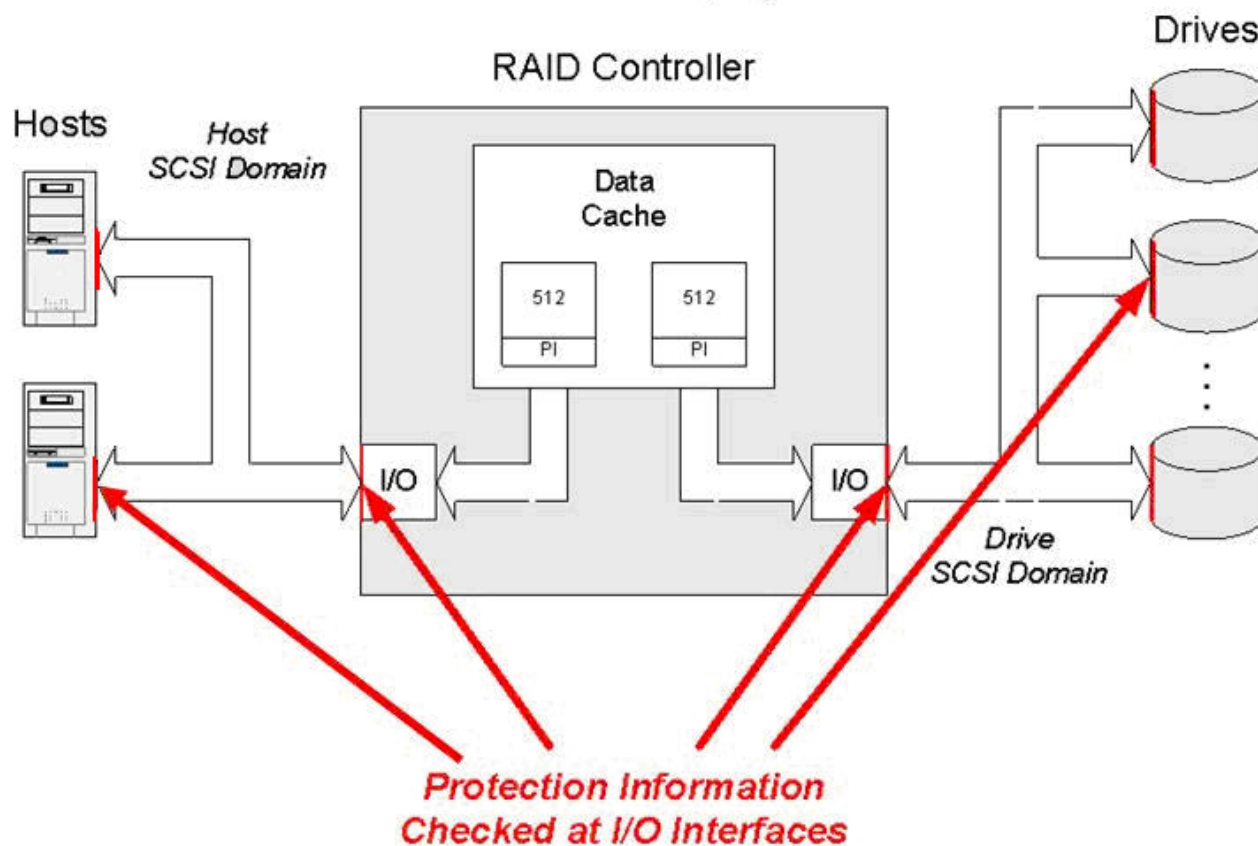 Drives
RAID Controller
Hosts
Host
SCSI Domain
Data
Cache
512
512
PI
PI
I/O
I/O
Drive
SCSI Domain
Protection Information
Checked at I/O Interfaces